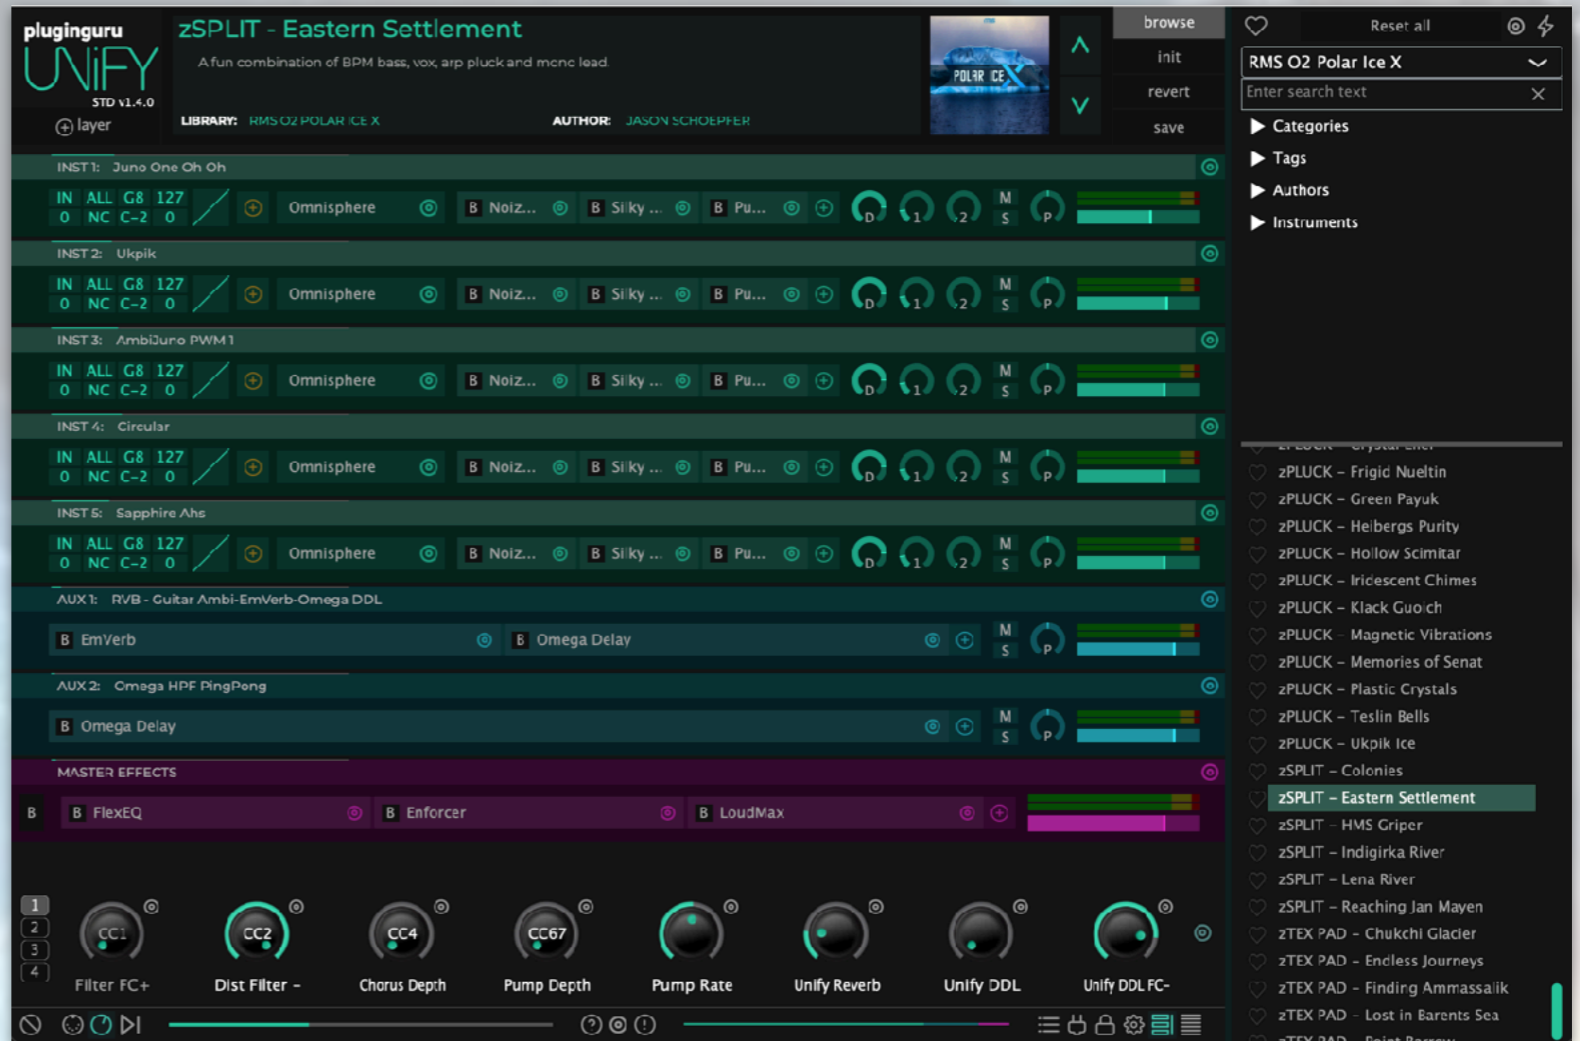 pluginguru
UNiFY
STD v1.4.0
layer
zSPLIT - Eastern Settlement
A fun combination of BPM bass, vox, arp pluck and mono lead.
LIBRARY: RMS O2 POLAR ICE X
AUTHOR: JASON SCHOEPFER
POLAR ICE X
browse
init
revert
save
INST 1: Juno One Oh Oh
IN ALL G8 127
0 NC C-2 0
Omnisphere
B Noiz... B Silky ... B Pu...
D 1 2 M S P
INST 2: Ukpik
IN ALL G8 127
0 NC C-2 0
Omnisphere
B Noiz... B Silky ... B Pu...
D 1 2 M S P
INST 3: AmbiJuno PWM 1
IN ALL G8 127
0 NC C-2 0
Omnisphere
B Noiz... B Silky ... B Pu...
D 1 2 M S P
INST 4: Circular
IN ALL G8 127
0 NC C-2 0
Omnisphere
B Noiz... B Silky ... B Pu...
D 1 2 M S P
INST 5: Sapphire Ahs
IN ALL G8 127
0 NC C-2 0
Omnisphere
B Noiz... B Silky ... B Pu...
D 1 2 M S P
AUX 1: RVB - Guitar Ambi-EmVerb-Omega DDL
B EmVerb B Omega Delay M S P
AUX 2: Omega HPF PingPong
B Omega Delay M S P
MASTER EFFECTS
B B FlexEQ B Enforcer B LoudMax
1
2
3
4
CC1 CC2 CC4 CC67
Filter FC+ Dist Filter - Chorus Depth Pump Depth Pump Rate Unify Reverb Unify DDL Unify DDL FC-
Reset all
RMS O2 Polar Ice X
Enter search text
Categories
Tags
Authors
Instruments
zPLUCK - Frigid Nueltin
zPLUCK - Green Payuk
zPLUCK - Heibergs Purity
zPLUCK - Hollow Scimitar
zPLUCK - Iridescent Chimes
zPLUCK - Klack Guoich
zPLUCK - Magnetic Vibrations
zPLUCK - Memories of Senat
zPLUCK - Plastic Crystals
zPLUCK - Teslin Bells
zPLUCK - Ukpik Ice
zSPLIT - Colonies
zSPLIT - Eastern Settlement
zSPLIT - HMS Griper
zSPLIT - Indigirka River
zSPLIT - Lena River
zSPLIT - Reaching Jan Mayen
zTEX PAD - Chukchi Glacier
zTEX PAD - Endless Journeys
zTEX PAD - Finding Ammassalik
zTEX PAD - Lost in Barents Sea